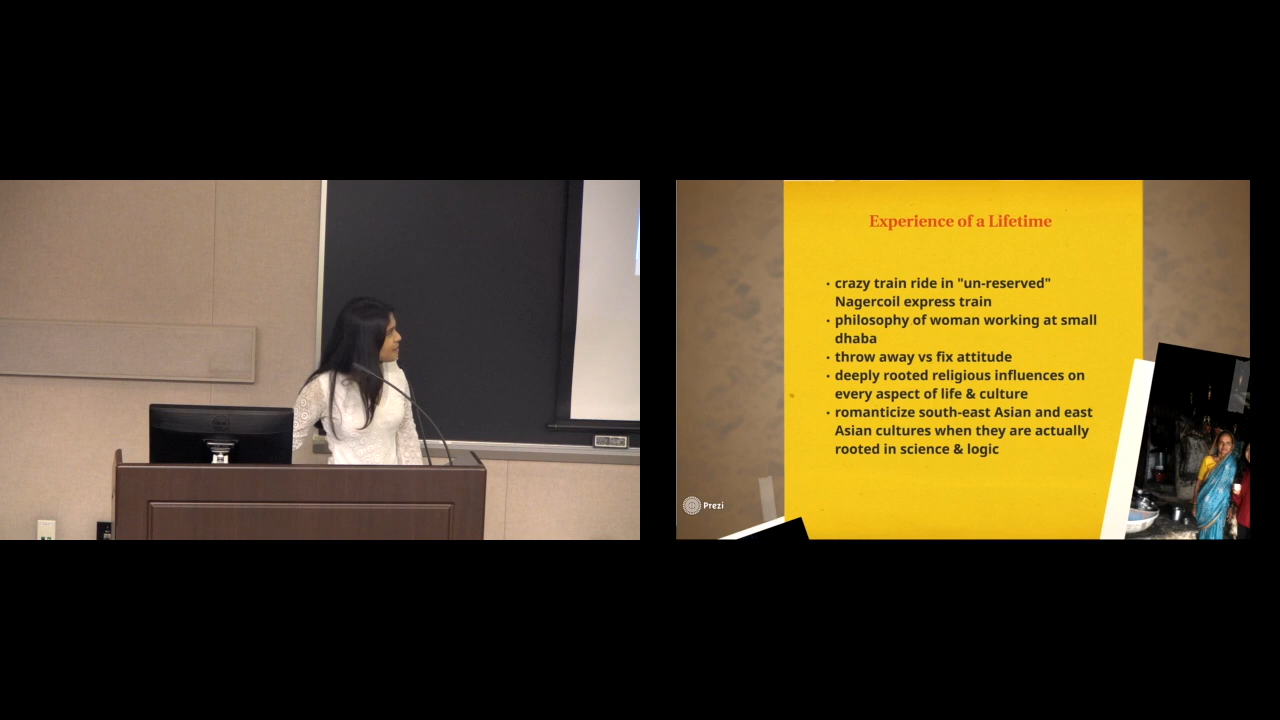 Experience of a Lifetime
· crazy train ride in "un-reserved"
Nagercoil express train
· philosophy of woman working at small
dhaba
· throw away vs fix attitude
· deeply rooted religious influences on
every aspect of life & culture
· romanticize south-east Asian and east
Asian cultures when they are actually
rooted in science & logic
Prezi